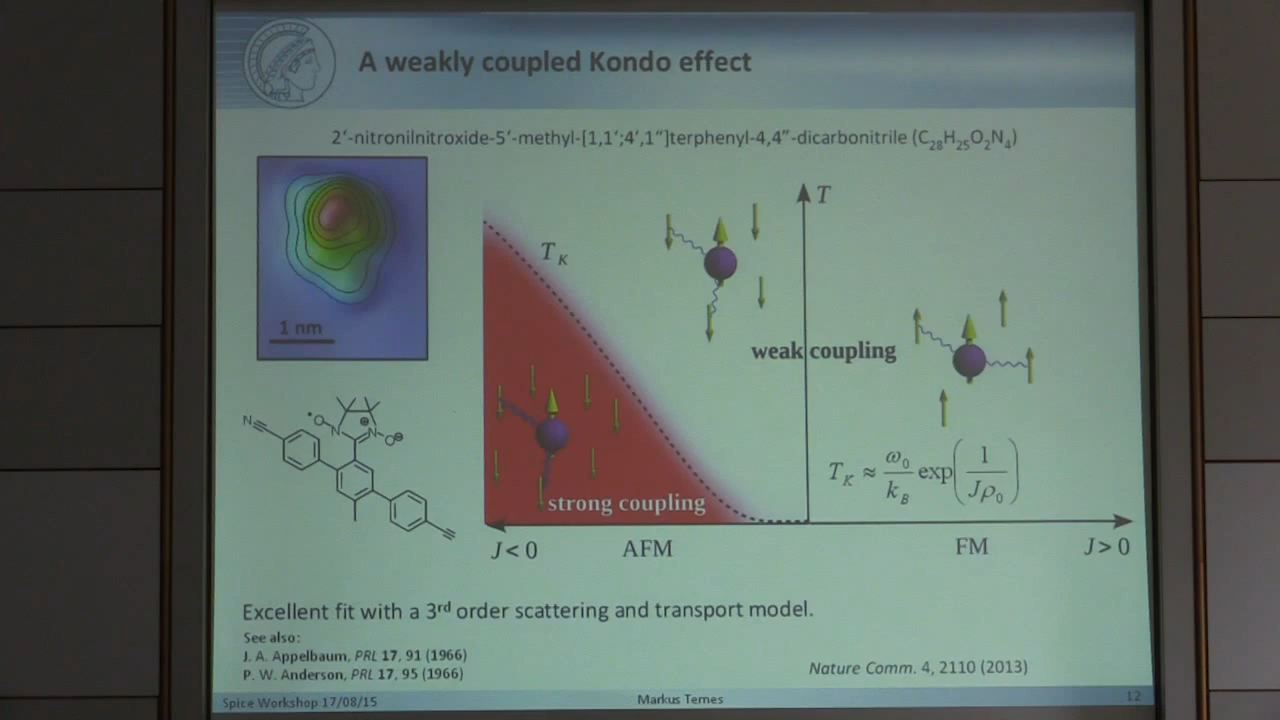 A weakly coupled Kondo effect
2′-nitronilnitroxide-5′-methyl-[1,1′;4′,1″]terphenyl-4,4″-dicarbonitrile (C₂₈H₂₅O₂N₄)
1 nm
T
T_K
weak coupling
T_K ≈ ω₀/k_B exp(1/Jρ₀)
strong coupling
J < 0
AFM
FM
J > 0
N
•O
N
⊕
N
O⊖
Excellent fit with a 3rd order scattering and transport model.
See also:
J. A. Appelbaum, PRL 17, 91 (1966)
P. W. Anderson, PRL 17, 95 (1966)
Nature Comm. 4, 2110 (2013)
Spice Workshop 17/08/15
Markus Ternes
12